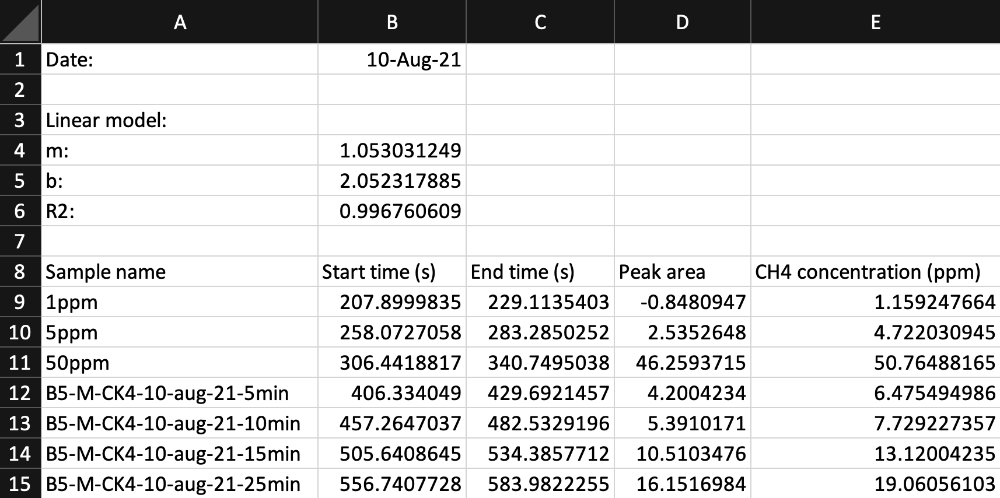 A B C D E
1 Date: 10-Aug-21
2
3 Linear model:
4 m: 1.053031249
5 b: 2.052317885
6 R2: 0.996760609
7
8 Sample name Start time (s) End time (s) Peak area CH4 concentration (ppm)
9 1ppm 207.8999835 229.1135403 -0.8480947 1.159247664
10 5ppm 258.0727058 283.2850252 2.5352648 4.722030945
11 50ppm 306.4418817 340.7495038 46.2593715 50.76488165
12 B5-M-CK4-10-aug-21-5min 406.334049 429.6921457 4.2004234 6.475494986
13 B5-M-CK4-10-aug-21-10min 457.2647037 482.5329196 5.3910171 7.729227357
14 B5-M-CK4-10-aug-21-15min 505.6408645 534.3857712 10.5103476 13.12004235
15 B5-M-CK4-10-aug-21-25min 556.7407728 583.9822255 16.1516984 19.06056103